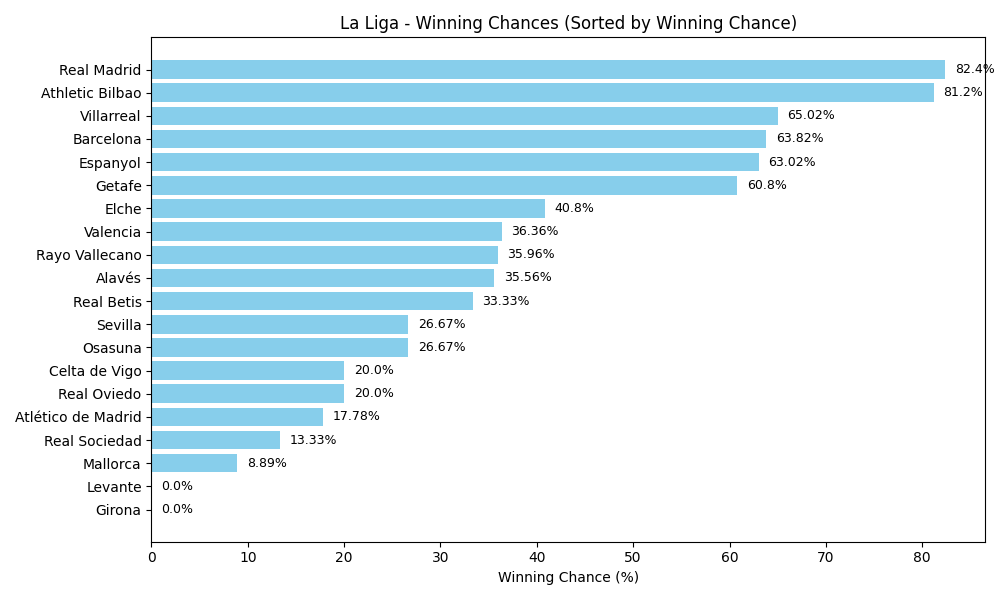 La Liga - Winning Chances (Sorted by Winning Chance)
Real Madrid 82.4%
Athletic Bilbao 81.2%
Villarreal 65.02%
Barcelona 63.82%
Espanyol 63.02%
Getafe 60.8%
Elche 40.8%
Valencia 36.36%
Rayo Vallecano 35.96%
Alavés 35.56%
Real Betis 33.33%
Sevilla 26.67%
Osasuna 26.67%
Celta de Vigo 20.0%
Real Oviedo 20.0%
Atlético de Madrid 17.78%
Real Sociedad 13.33%
Mallorca 8.89%
Levante 0.0%
Girona 0.0%
0 10 20 30 40 50 60 70 80
Winning Chance (%)